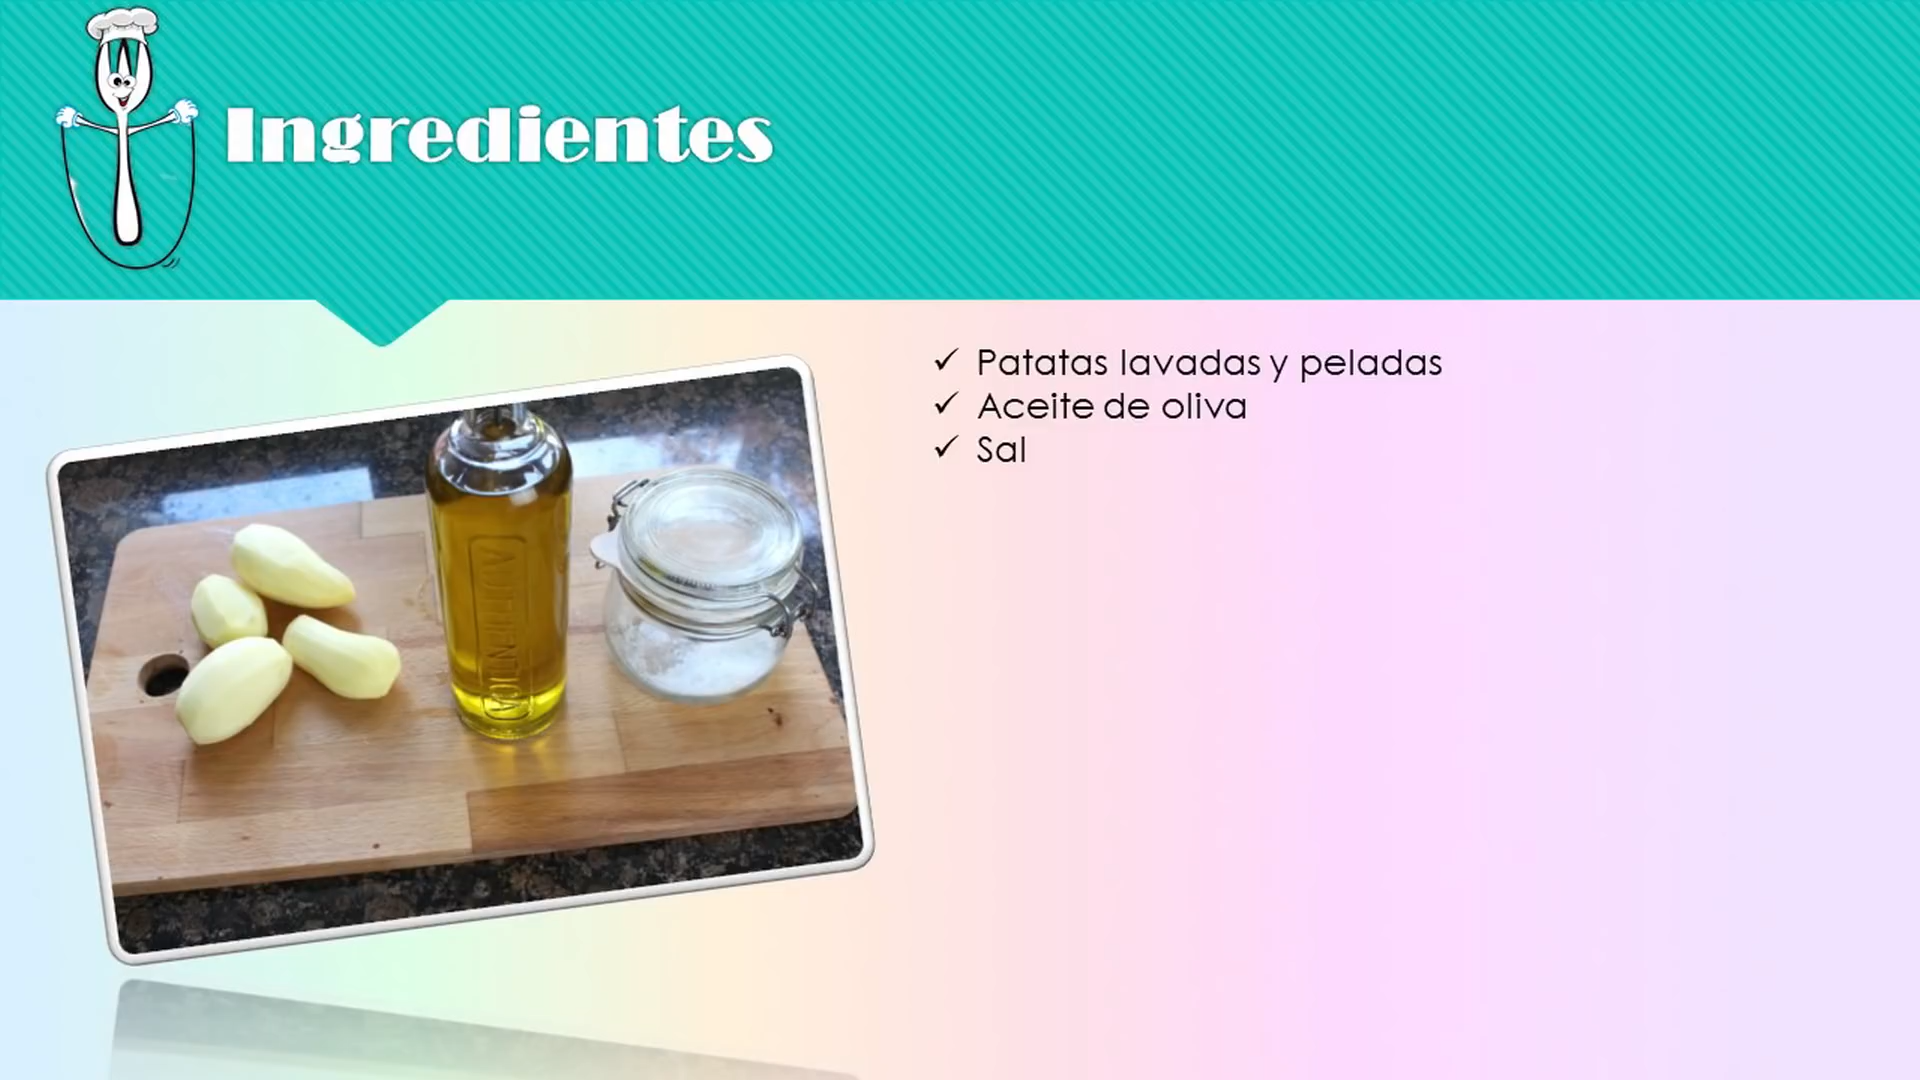 Ingredientes
✓ Patatas lavadas y peladas
✓ Aceite de oliva
✓ Sal